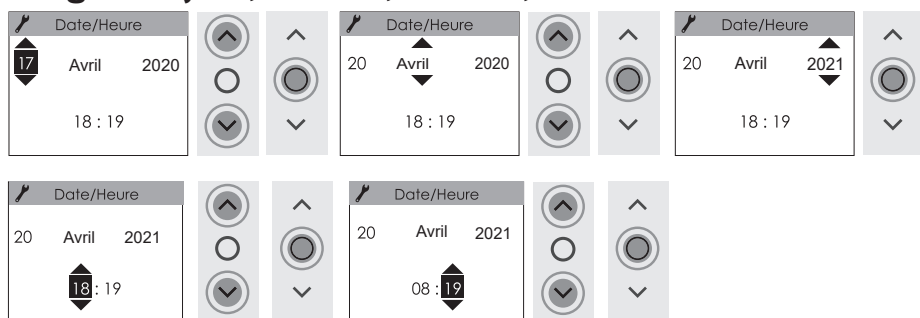 Date/Heure
17 Avril 2020
18 : 19
Date/Heure
20 Avril 2020
18 : 19
Date/Heure
20 Avril 2021
18 : 19
Date/Heure
20 Avril 2021
18 : 19
Date/Heure
20 Avril 2021
08 : 19